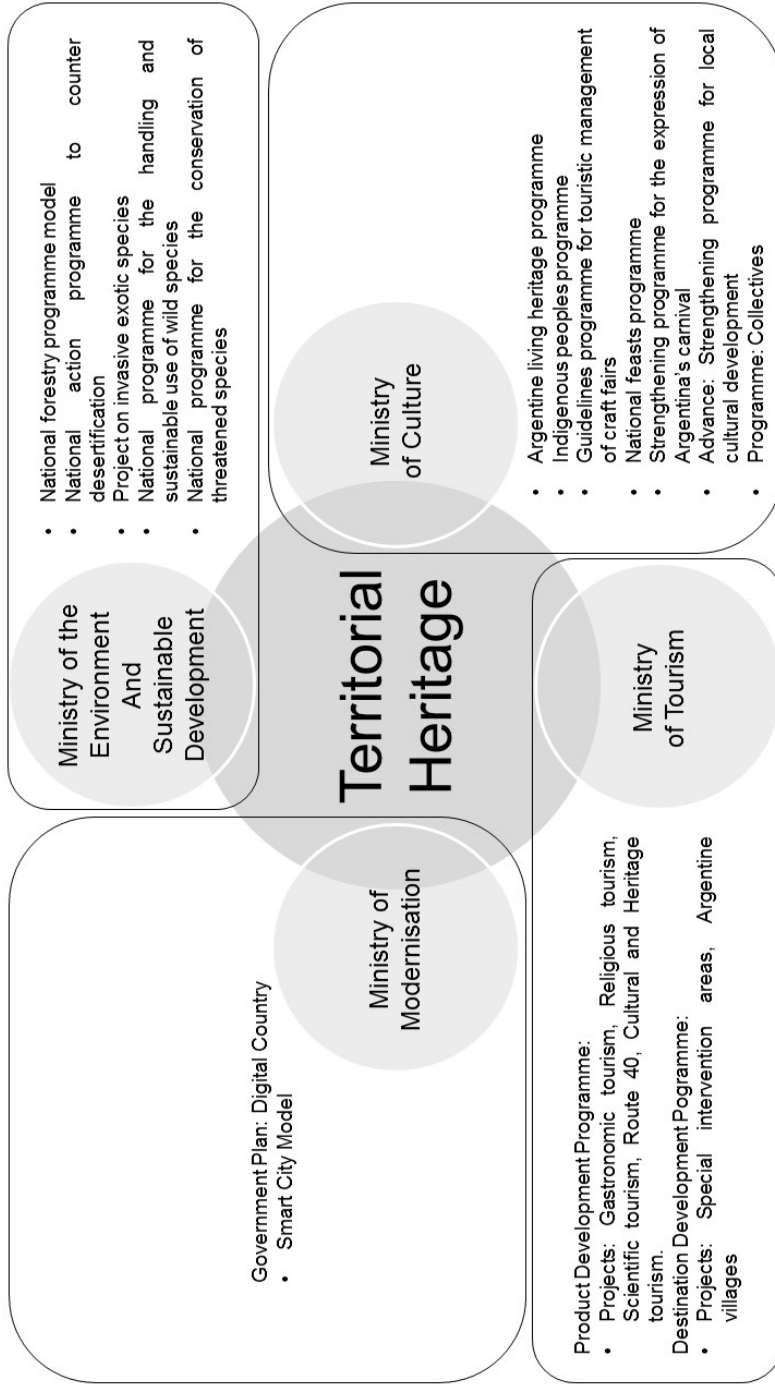 Government Plan: Digital Country
• Smart City Model
Ministry of
Modernisation
Ministry of the
Environment
And
Sustainable
Development
• National forestry programme model
• National action programme to counter
desertification
• Project on invasive exotic species
• National programme for the handling and
sustainable use of wild species
• National programme for the conservation of
threatened species
Territorial
Heritage
Product Development Programme:
• Projects: Gastronomic tourism, Religious tourism,
Scientific tourism, Route 40, Cultural and Heritage
tourism.
Destination Development Pogramme:
• Projects: Special intervention areas, Argentine
villages
Ministry
of Tourism
Ministry
of Culture
• Argentine living heritage programme
• Indigenous peoples programme
• Guidelines programme for touristic management
of craft fairs
• National feasts programme
• Strengthening programme for the expression of
Argentina’s carnival
• Advance: Strengthening programme for local
cultural development
• Programme: Collectives